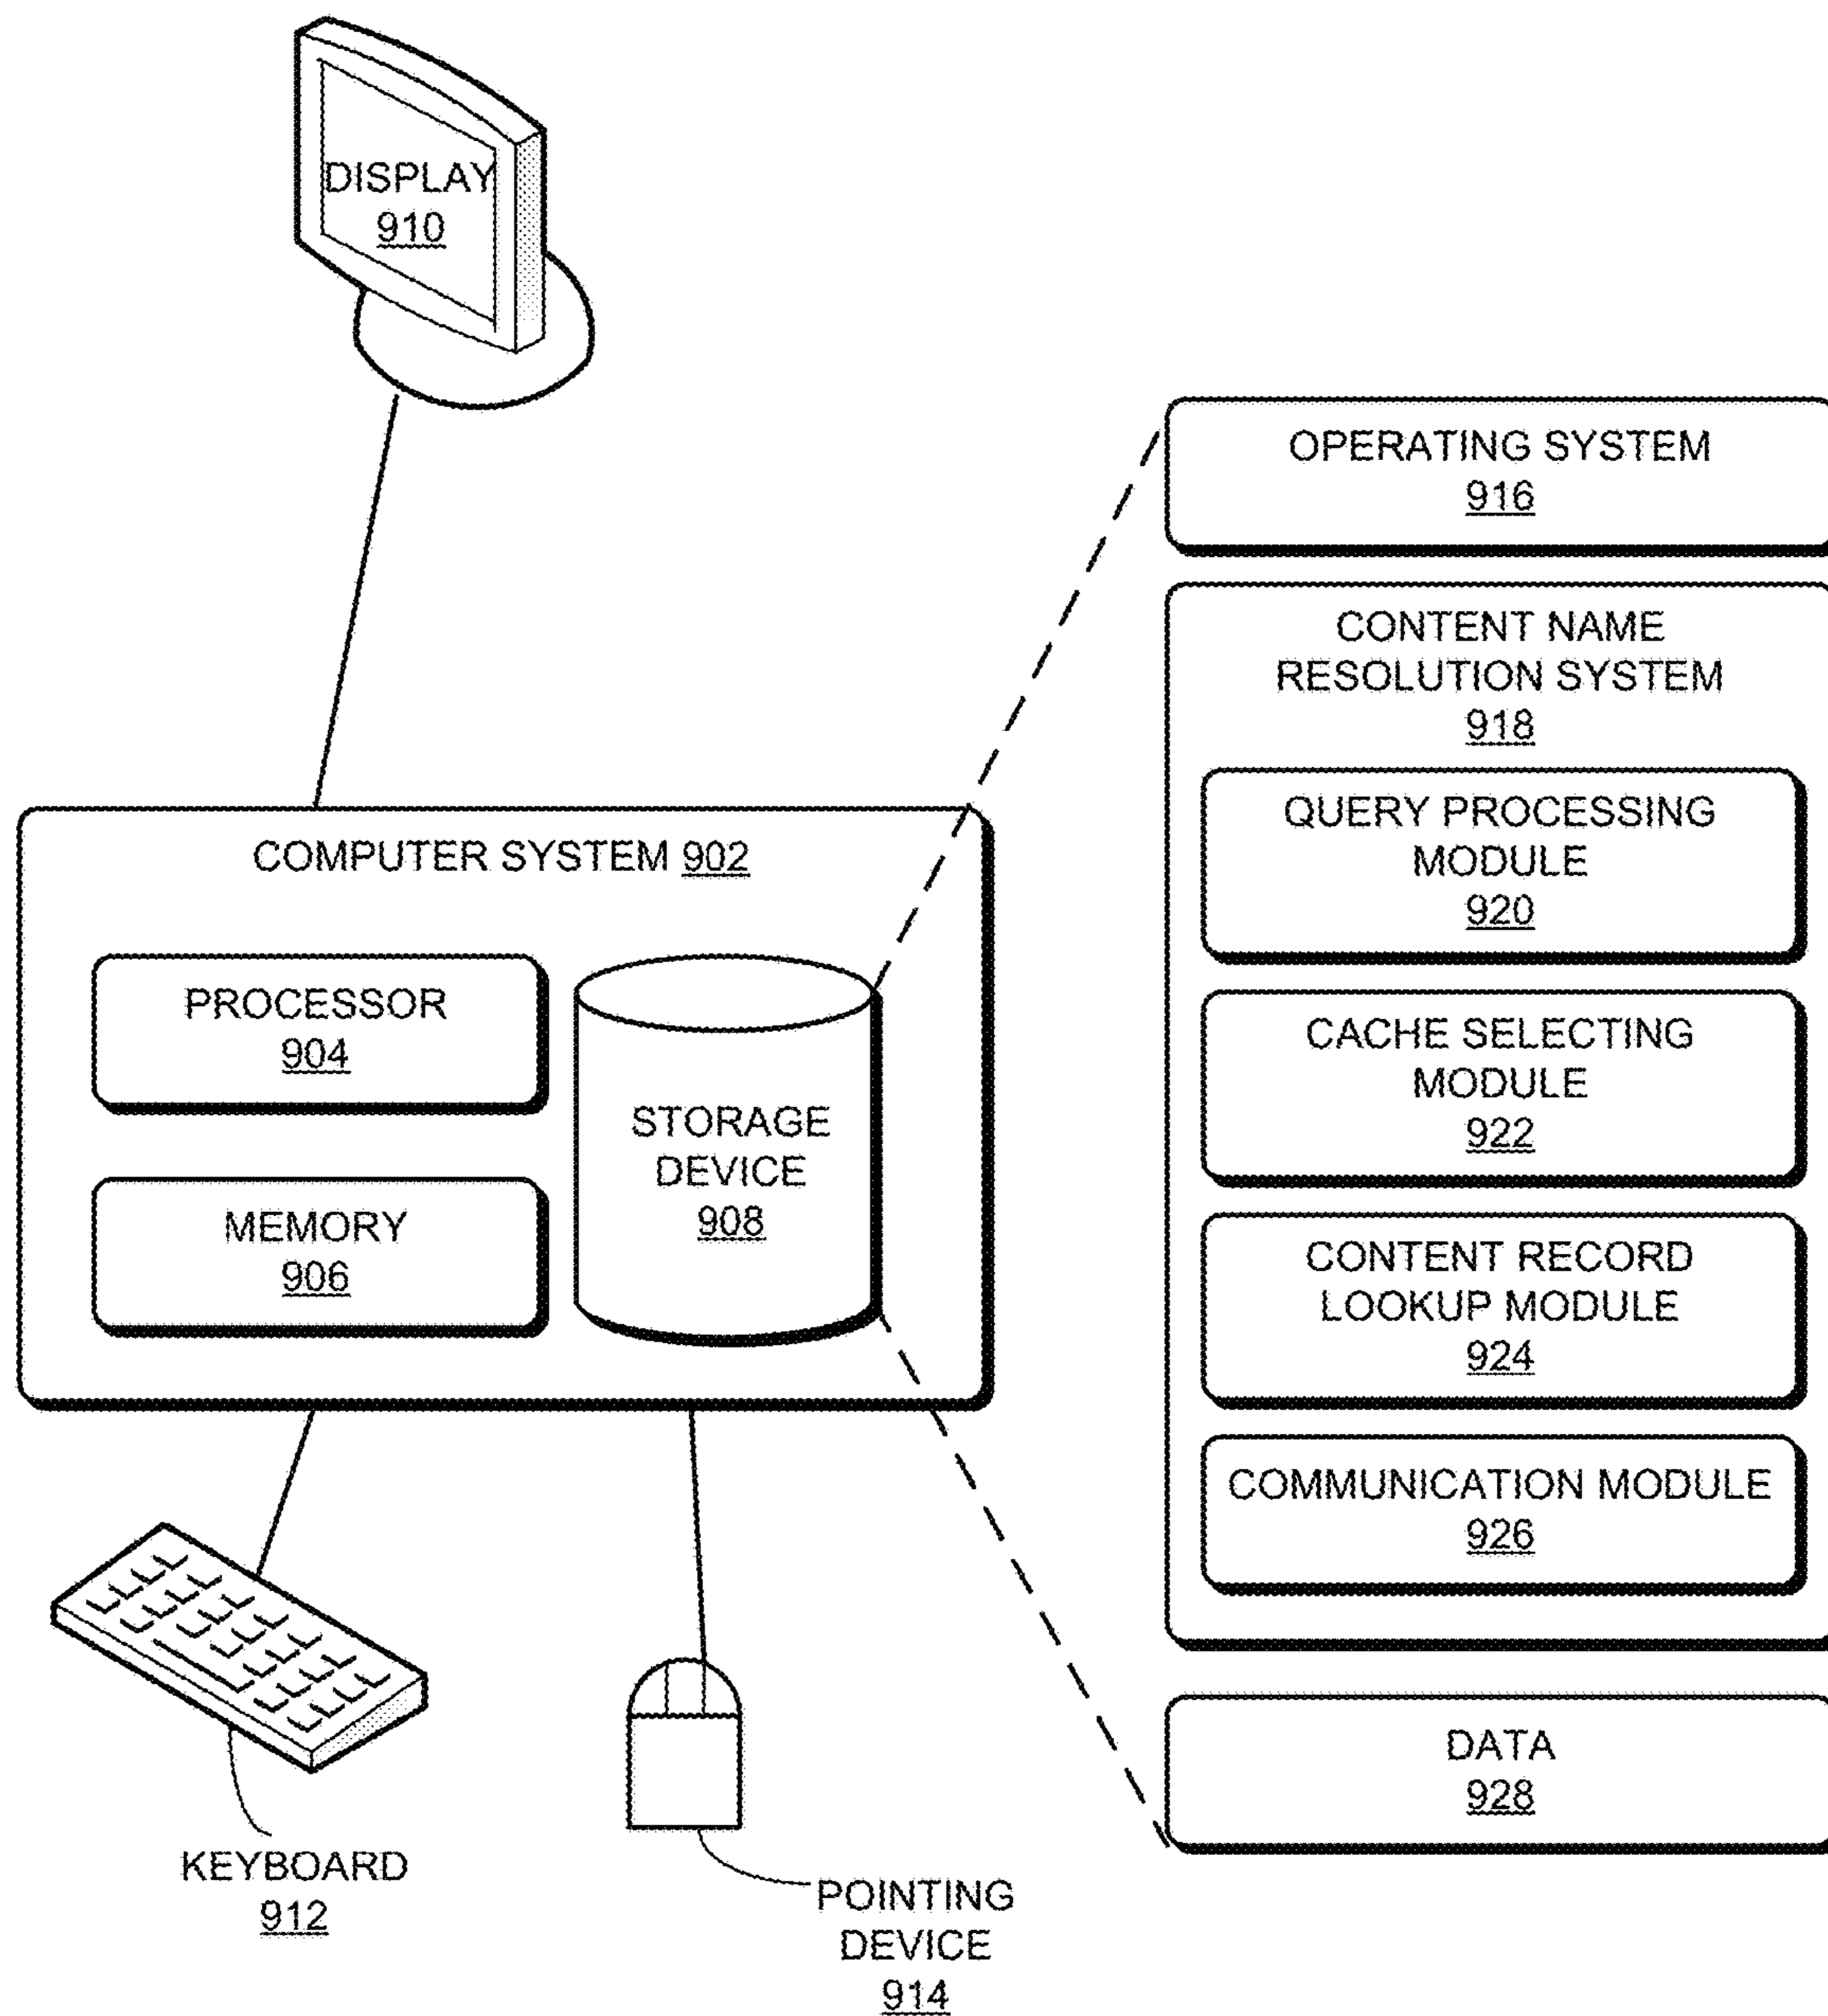 DISPLAY
910
COMPUTER SYSTEM 902
PROCESSOR
904
MEMORY
906
STORAGE
DEVICE
908
KEYBOARD
912
POINTING
DEVICE
914
OPERATING SYSTEM
916
CONTENT NAME
RESOLUTION SYSTEM
918
QUERY PROCESSING
MODULE
920
CACHE SELECTING
MODULE
922
CONTENT RECORD
LOOKUP MODULE
924
COMMUNICATION MODULE
926
DATA
928